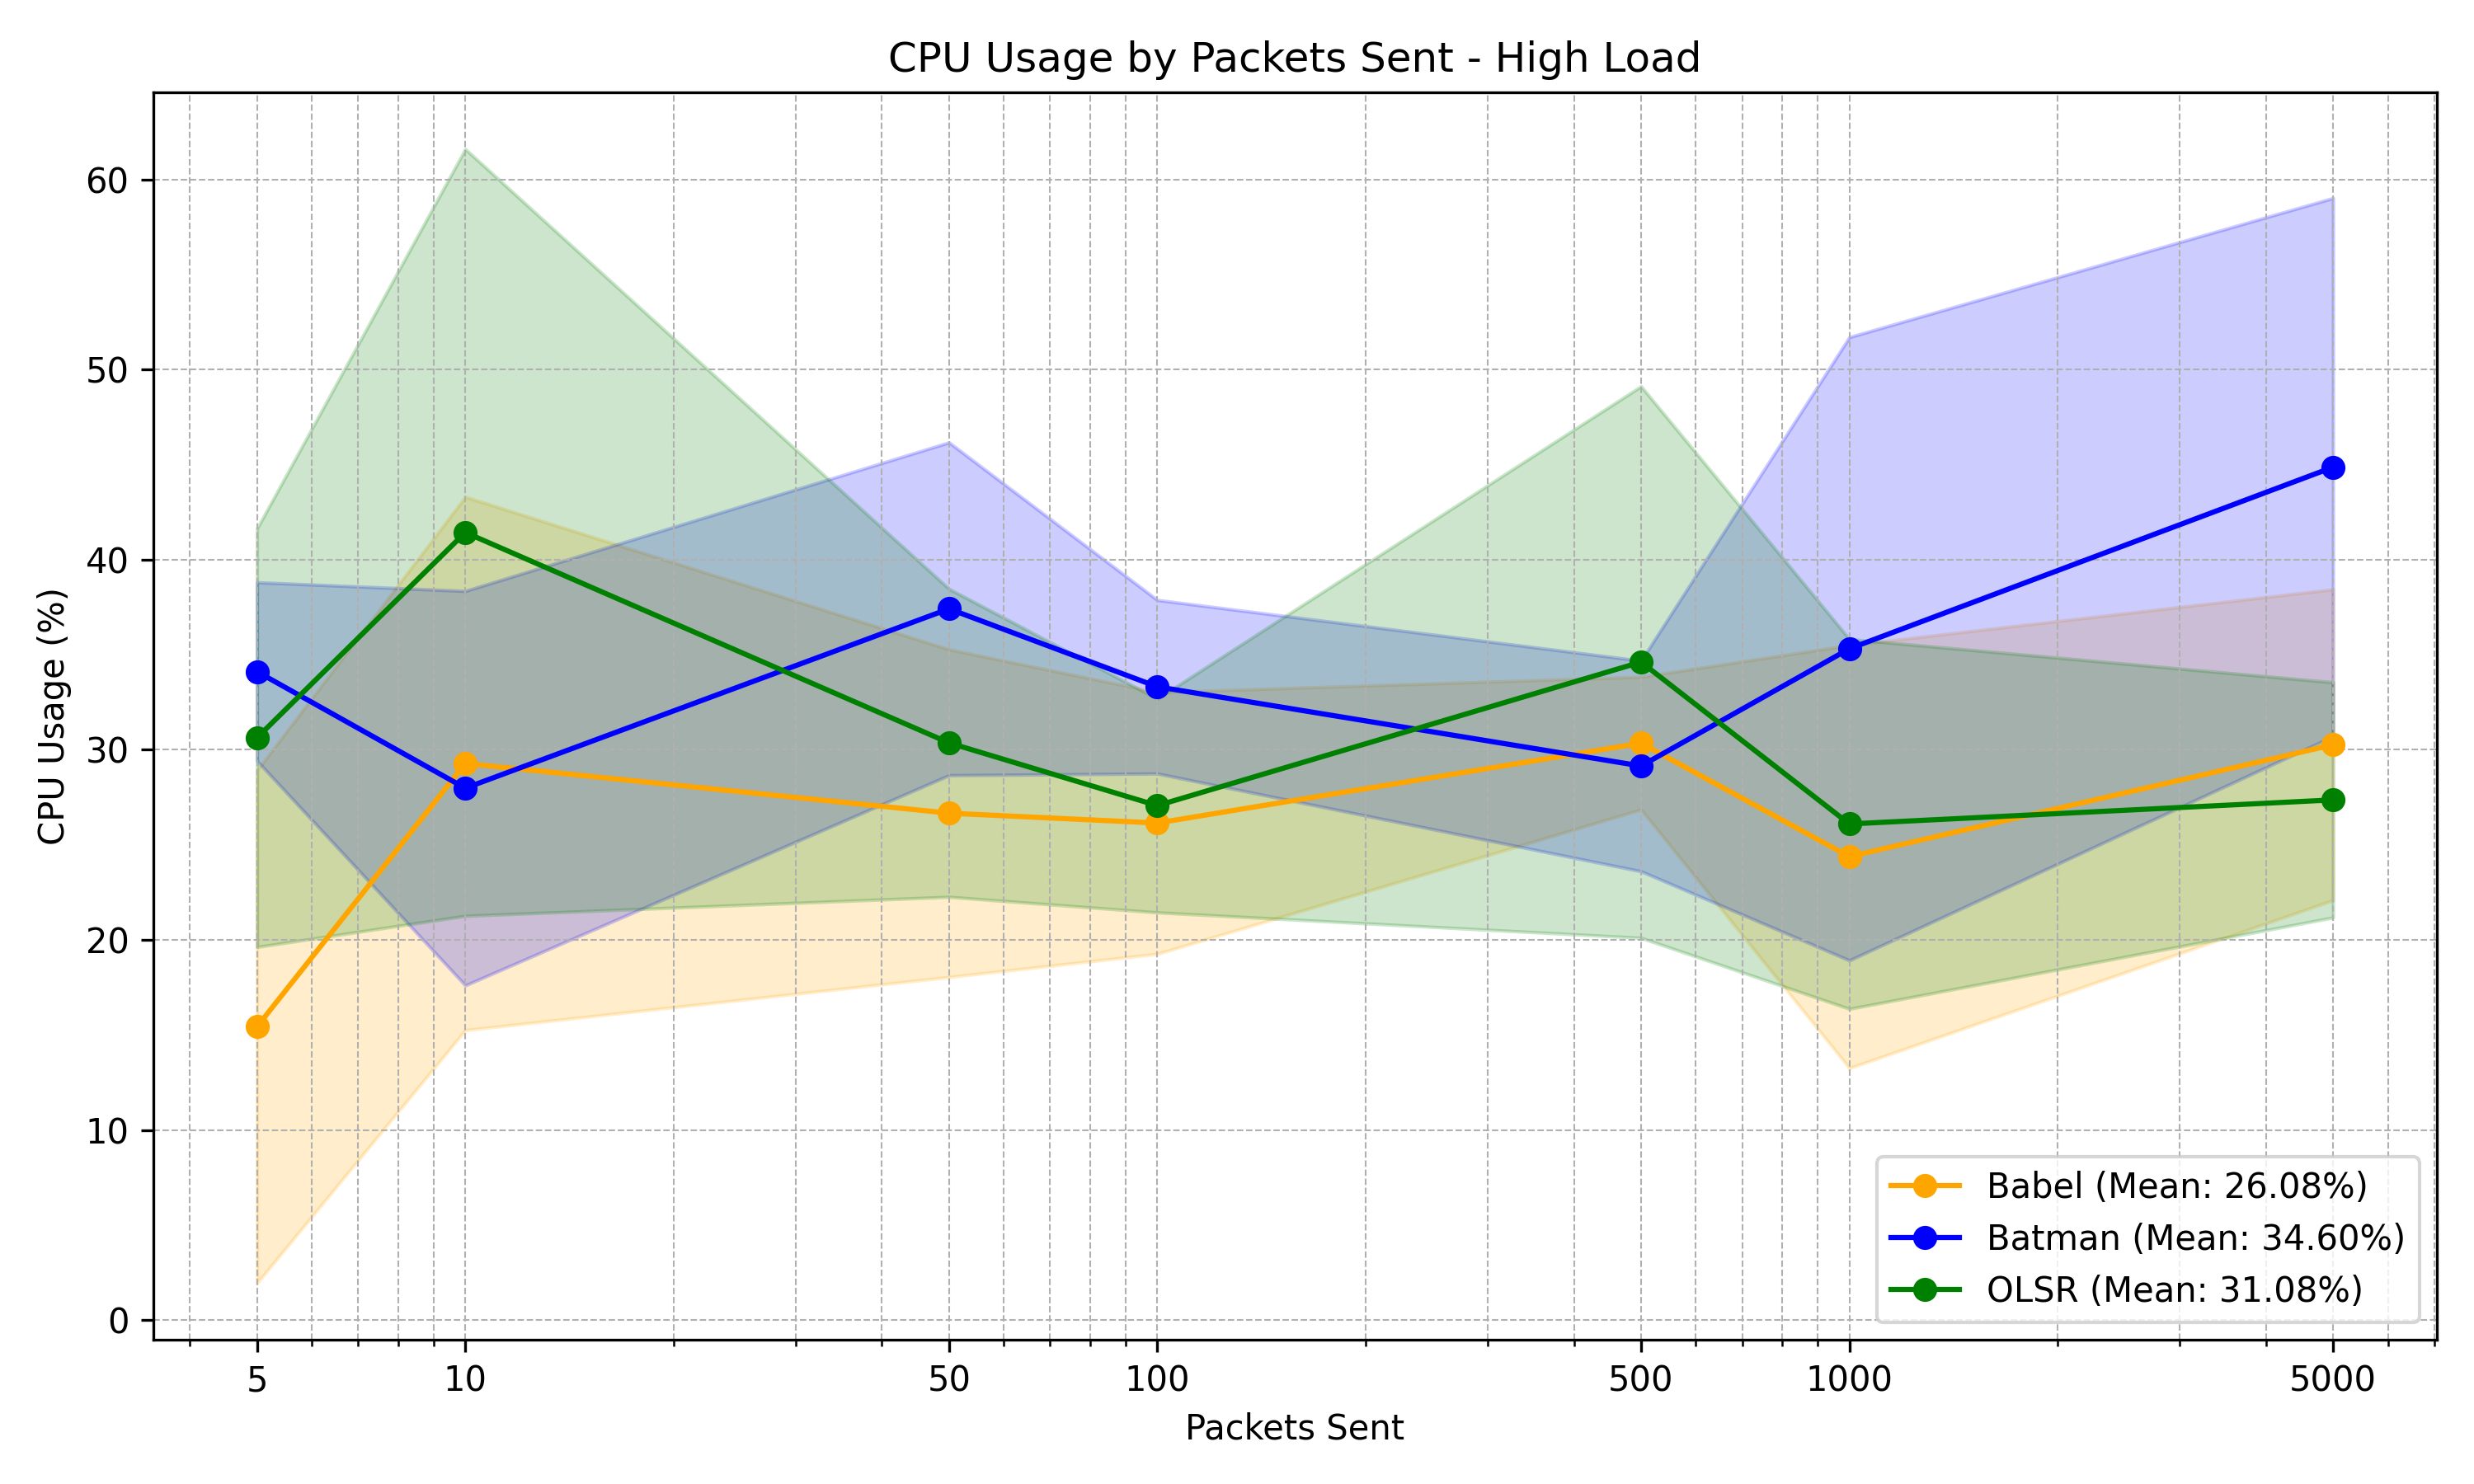 CPU Usage by Packets Sent - High Load
CPU Usage (%)
60
50
40
30
20
10
0
5 10 50 100 500 1000 5000
Packets Sent
Babel (Mean: 26.08%)
Batman (Mean: 34.60%)
OLSR (Mean: 31.08%)